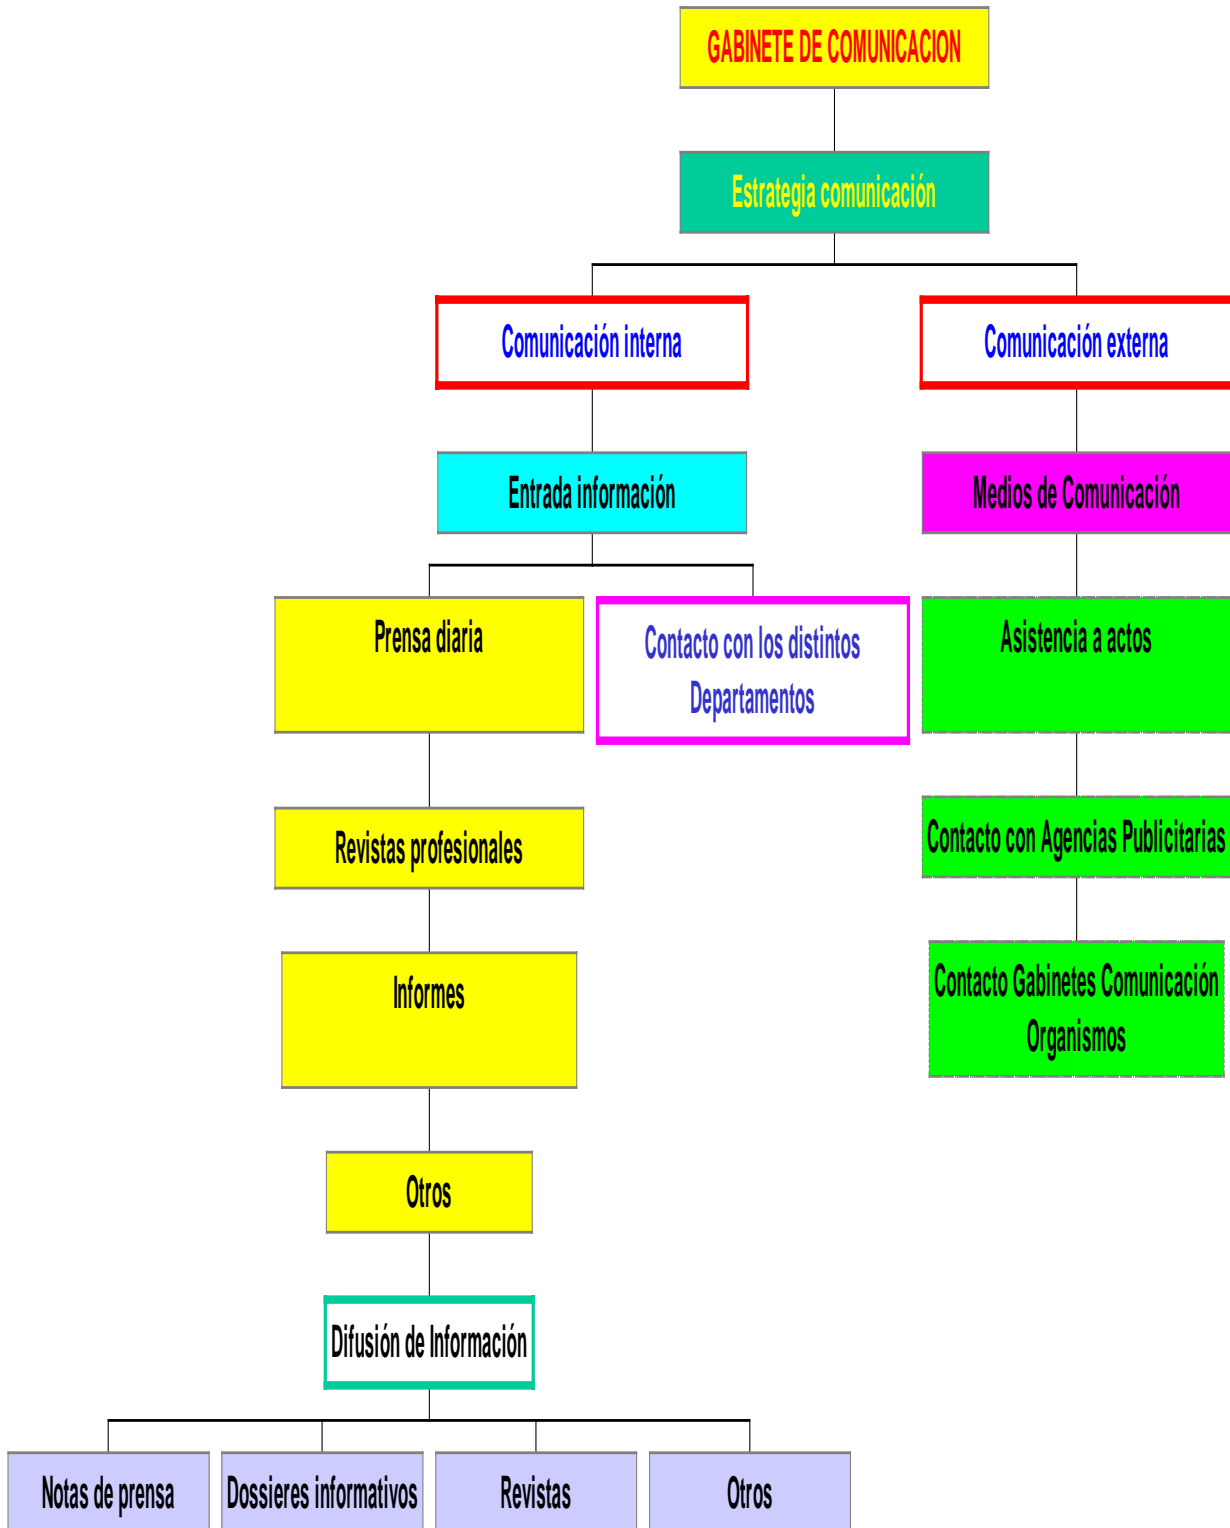 GABINETE DE COMUNICACION
Estrategia comunicación
Comunicación interna
Comunicación externa
Entrada información
Medios de Comunicación
Prensa diaria
Contacto con los distintos
Departamentos
Asistencia a actos
Revistas profesionales
Contacto con Agencias Publicitarias
Informes
Contacto Gabinetes Comunicación
Organismos
Otros
Difusión de Información
Notas de prensa
Dossieres informativos
Revistas
Otros